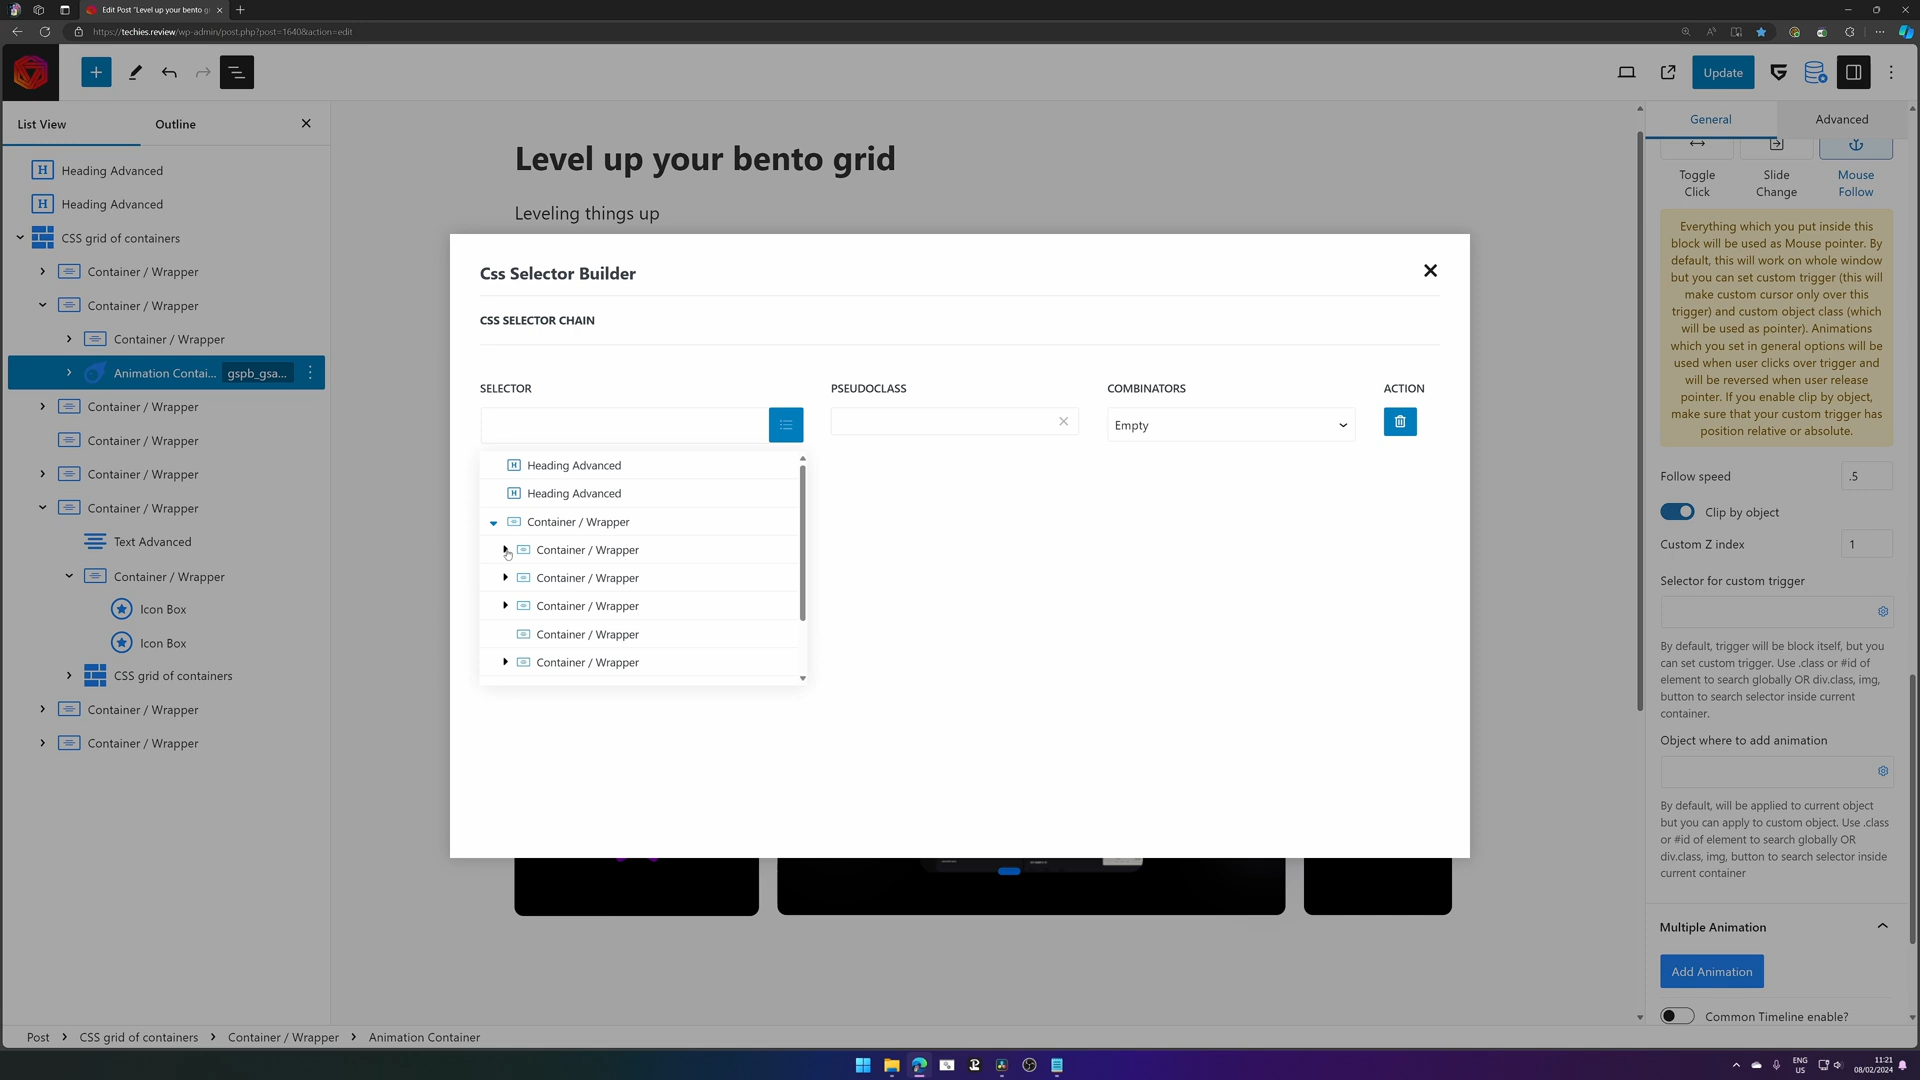 Edit Post "Level up your bento g
https://techies.review/wp-admin/post.php?post=1640&action=edit
Update
List View
Outline
General
Advanced
Heading Advanced
Heading Advanced
CSS grid of containers
Container / Wrapper
Container / Wrapper
Container / Wrapper
Animation Contai...
gspb_gsa...
Container / Wrapper
Container / Wrapper
Container / Wrapper
Container / Wrapper
Text Advanced
Container / Wrapper
Icon Box
Icon Box
CSS grid of containers
Container / Wrapper
Container / Wrapper
Level up your bento grid
Leveling things up
Css Selector Builder
CSS SELECTOR CHAIN
SELECTOR
PSEUDOCLASS
COMBINATORS
ACTION
Empty
Heading Advanced
Heading Advanced
Container / Wrapper
Container / Wrapper
Container / Wrapper
Container / Wrapper
Container / Wrapper
Container / Wrapper
Toggle Click
Slide Change
Mouse Follow
Everything which you put inside this
block will be used as Mouse pointer. By
default, this will work on whole window
but you can set custom trigger (this will
make custom cursor only over this
trigger) and custom object class (which
will be used as pointer). Animations
which you set in general options will be
used when user clicks over trigger and
will be reversed when user release
pointer. If you enable clip by object,
make sure that your custom trigger has
position relative or absolute.
Follow speed
.5
Clip by object
Custom Z index
1
Selector for custom trigger
By default, trigger will be block itself, but you
can set custom trigger. Use .class or #id of
element to search globally OR div.class, img,
button to search selector inside current
container.
Object where to add animation
By default, will be applied to current object
but you can apply to custom object. Use .class
or #id of element to search globally OR
div.class, img, button to search selector inside
current container
Multiple Animation
Add Animation
Common Timeline enable?
Post
CSS grid of containers
Container / Wrapper
Animation Container
ENG
US
11:21
08/02/2024